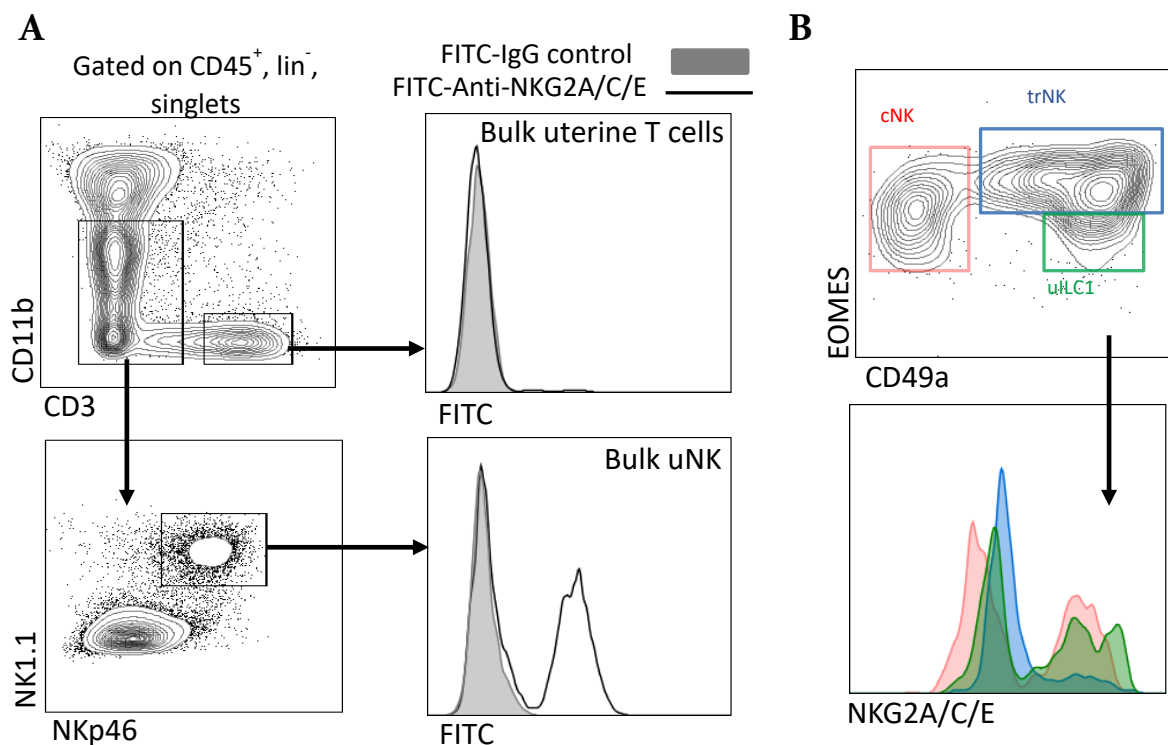 A
Gated on CD45+, lin-,
singlets
CD11b
CD3
FITC-IgG control
FITC-Anti-NKG2A/C/E
Bulk uterine T cells
FITC
NK1.1
NKp46
Bulk uNK
FITC
B
cNK
trNK
uILC1
EOMES
CD49a
NKG2A/C/E